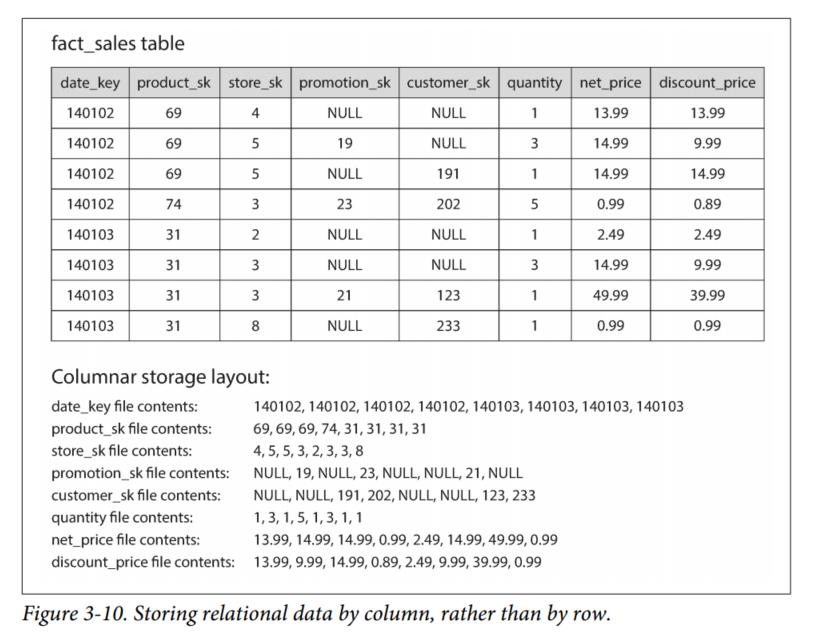 fact_sales table
date_key product_sk store_sk promotion_sk customer_sk quantity net_price discount_price
140102 69 4 NULL NULL 1 13.99 13.99
140102 69 5 19 NULL 3 14.99 9.99
140102 69 5 NULL 191 1 14.99 14.99
140102 74 3 23 202 5 0.99 0.89
140103 31 2 NULL NULL 1 2.49 2.49
140103 31 3 NULL NULL 3 14.99 9.99
140103 31 3 21 123 1 49.99 39.99
140103 31 8 NULL 233 1 0.99 0.99
Columnar storage layout:
date_key file contents: 140102, 140102, 140102, 140102, 140103, 140103, 140103, 140103
product_sk file contents: 69, 69, 69, 74, 31, 31, 31, 31
store_sk file contents: 4, 5, 5, 3, 2, 3, 3, 8
promotion_sk file contents: NULL, 19, NULL, 23, NULL, NULL, 21, NULL
customer_sk file contents: NULL, NULL, 191, 202, NULL, NULL, 123, 233
quantity file contents: 1, 3, 1, 5, 1, 3, 1, 1
net_price file contents: 13.99, 14.99, 14.99, 0.99, 2.49, 14.99, 49.99, 0.99
discount_price file contents: 13.99, 9.99, 14.99, 0.89, 2.49, 9.99, 39.99, 0.99
Figure 3-10. Storing relational data by column, rather than by row.